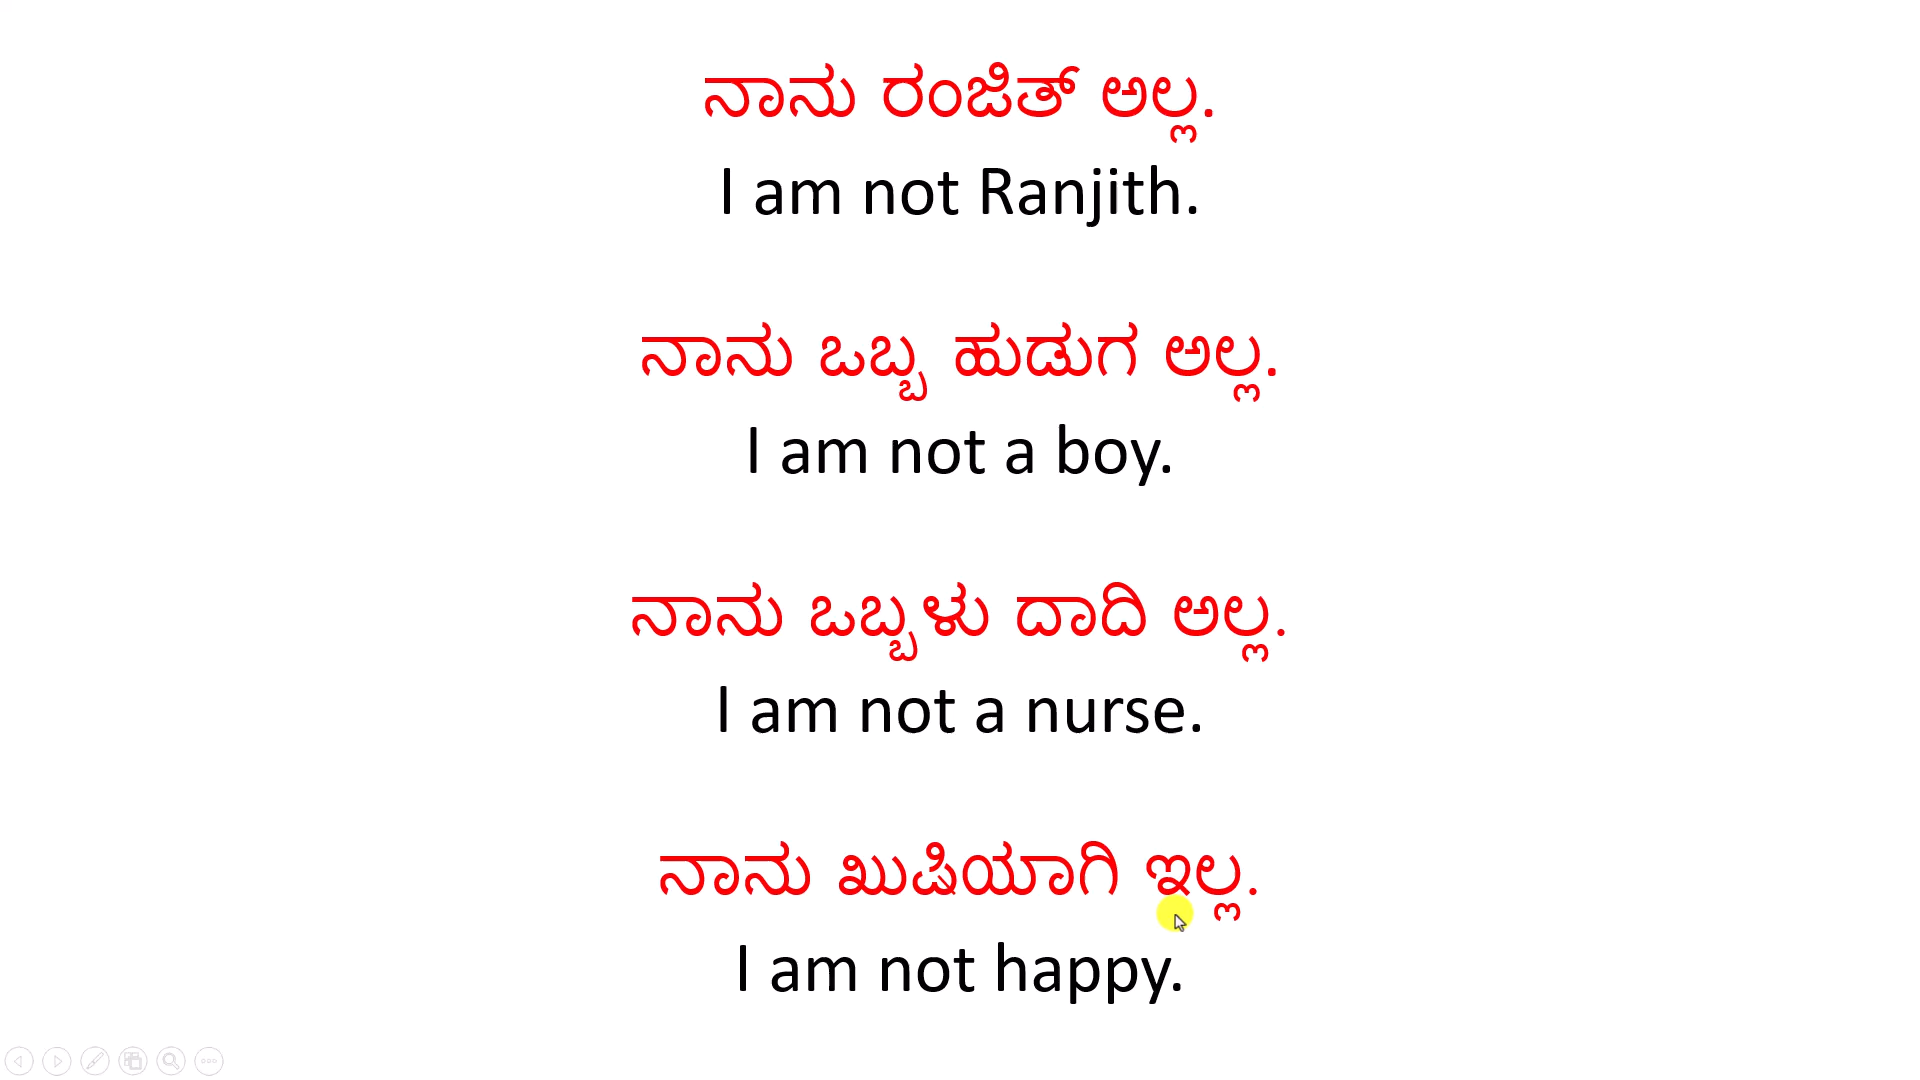 ನಾನು ರಂಜಿತ್ ಅಲ್ಲ.
I am not Ranjith.
ನಾನು ಒಬ್ಬ ಹುಡುಗ ಅಲ್ಲ.
I am not a boy.
ನಾನು ಒಬ್ಬಳು ದಾದಿ ಅಲ್ಲ.
I am not a nurse.
ನಾನು ಖುಷಿಯಾಗಿ ಇಲ್ಲ.
I am not happy.